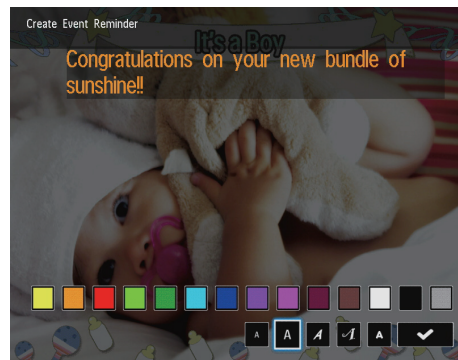 Create Event Reminder
It's a Boy
Congratulations on your new bundle of
sunshine!!
A A A A A